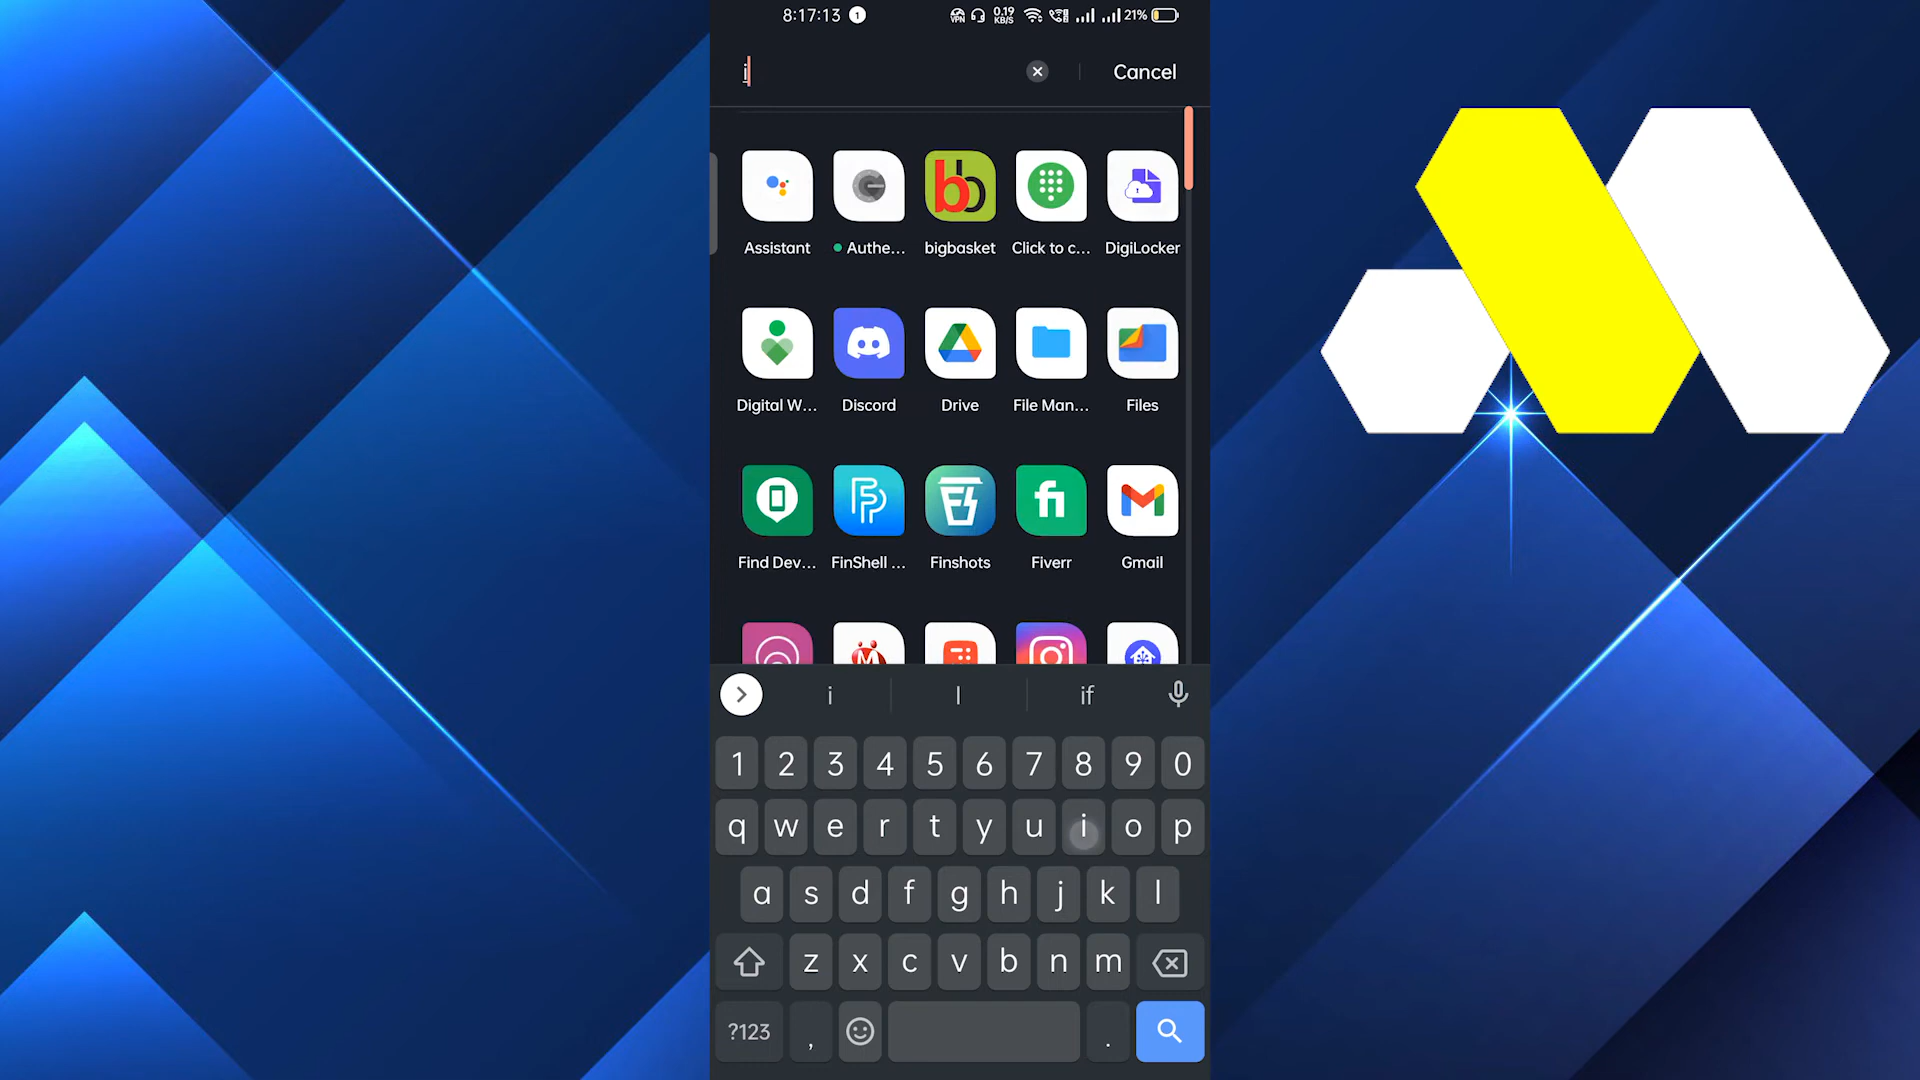 8:17:13 1 VPN 0.19 KB/S 21%
i Cancel
Assistant Authe... bigbasket Click to c... DigiLocker
Digital W... Discord Drive File Man... Files
Find Dev... FinShell ... Finshots Fiverr Gmail
i I if
1 2 3 4 5 6 7 8 9 0
q w e r t y u i o p
a s d f g h j k l
z x c v b n m
?123 , .